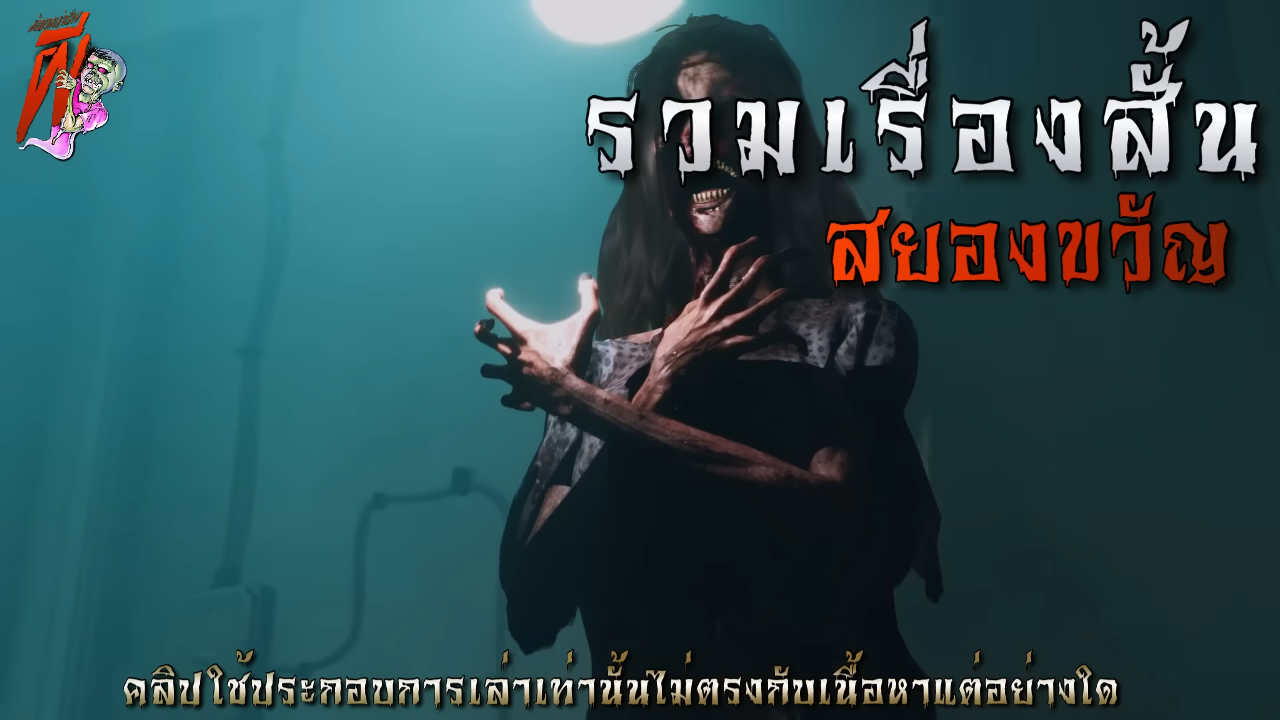 ผี
รวมเรื่องสั้น
สยองขวัญ
คลิปใช้ประกอบการเล่าเท่านั้นไม่ตรงกับเนื้อหาแต่อย่างใด